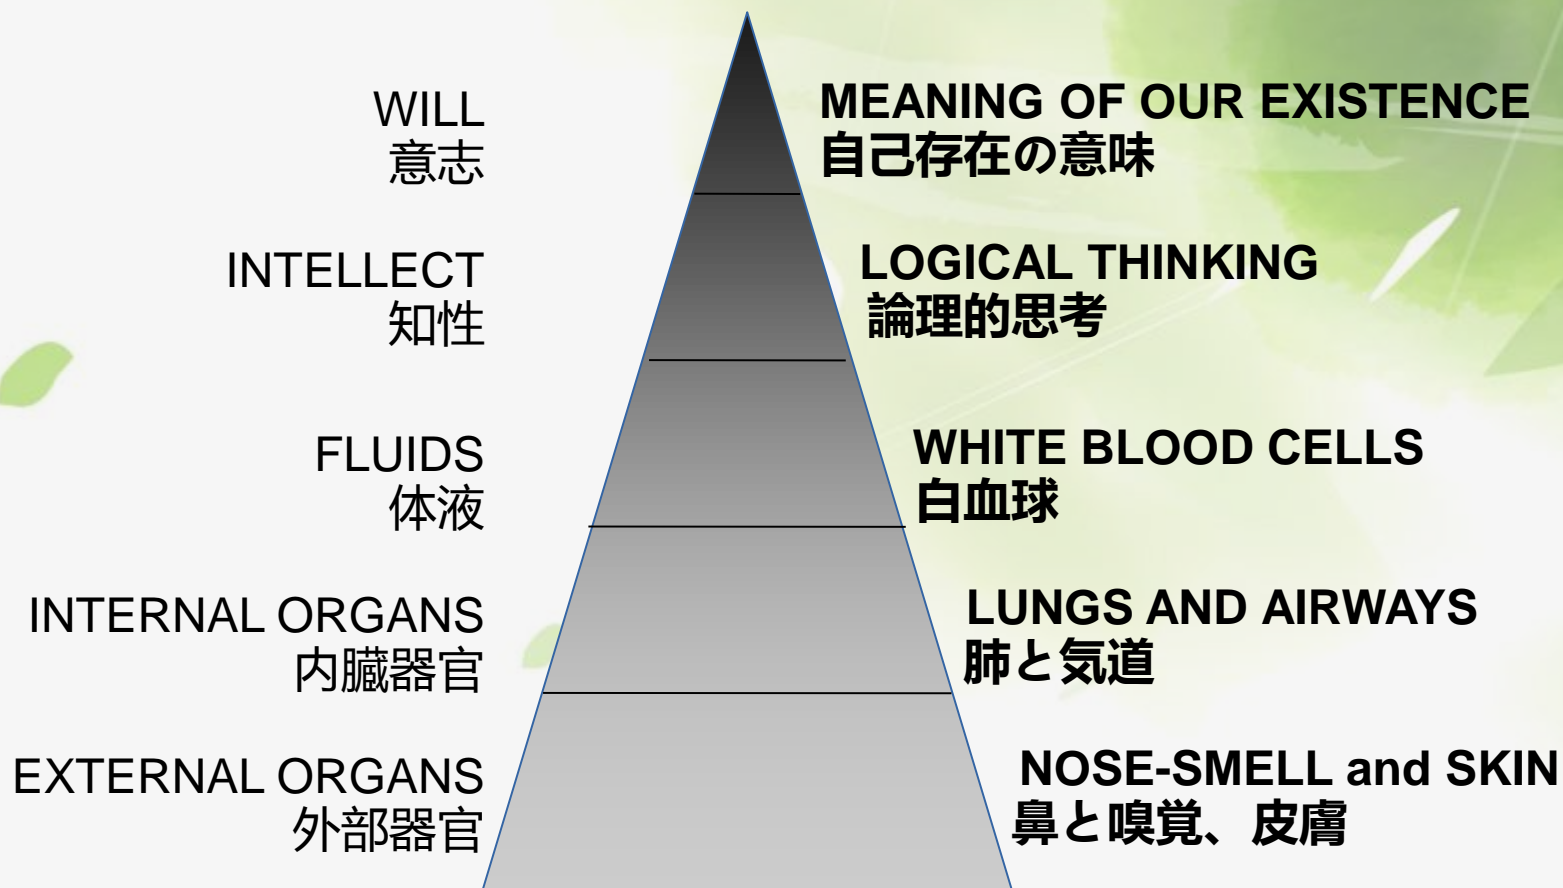 WILL
意志
MEANING OF OUR EXISTENCE
自己存在の意味
INTELLECT
知性
LOGICAL THINKING
論理的思考
FLUIDS
体液
WHITE BLOOD CELLS
白血球
INTERNAL ORGANS
内臓器官
LUNGS AND AIRWAYS
肺と気道
EXTERNAL ORGANS
外部器官
NOSE-SMELL and SKIN
鼻と嗅覚、皮膚